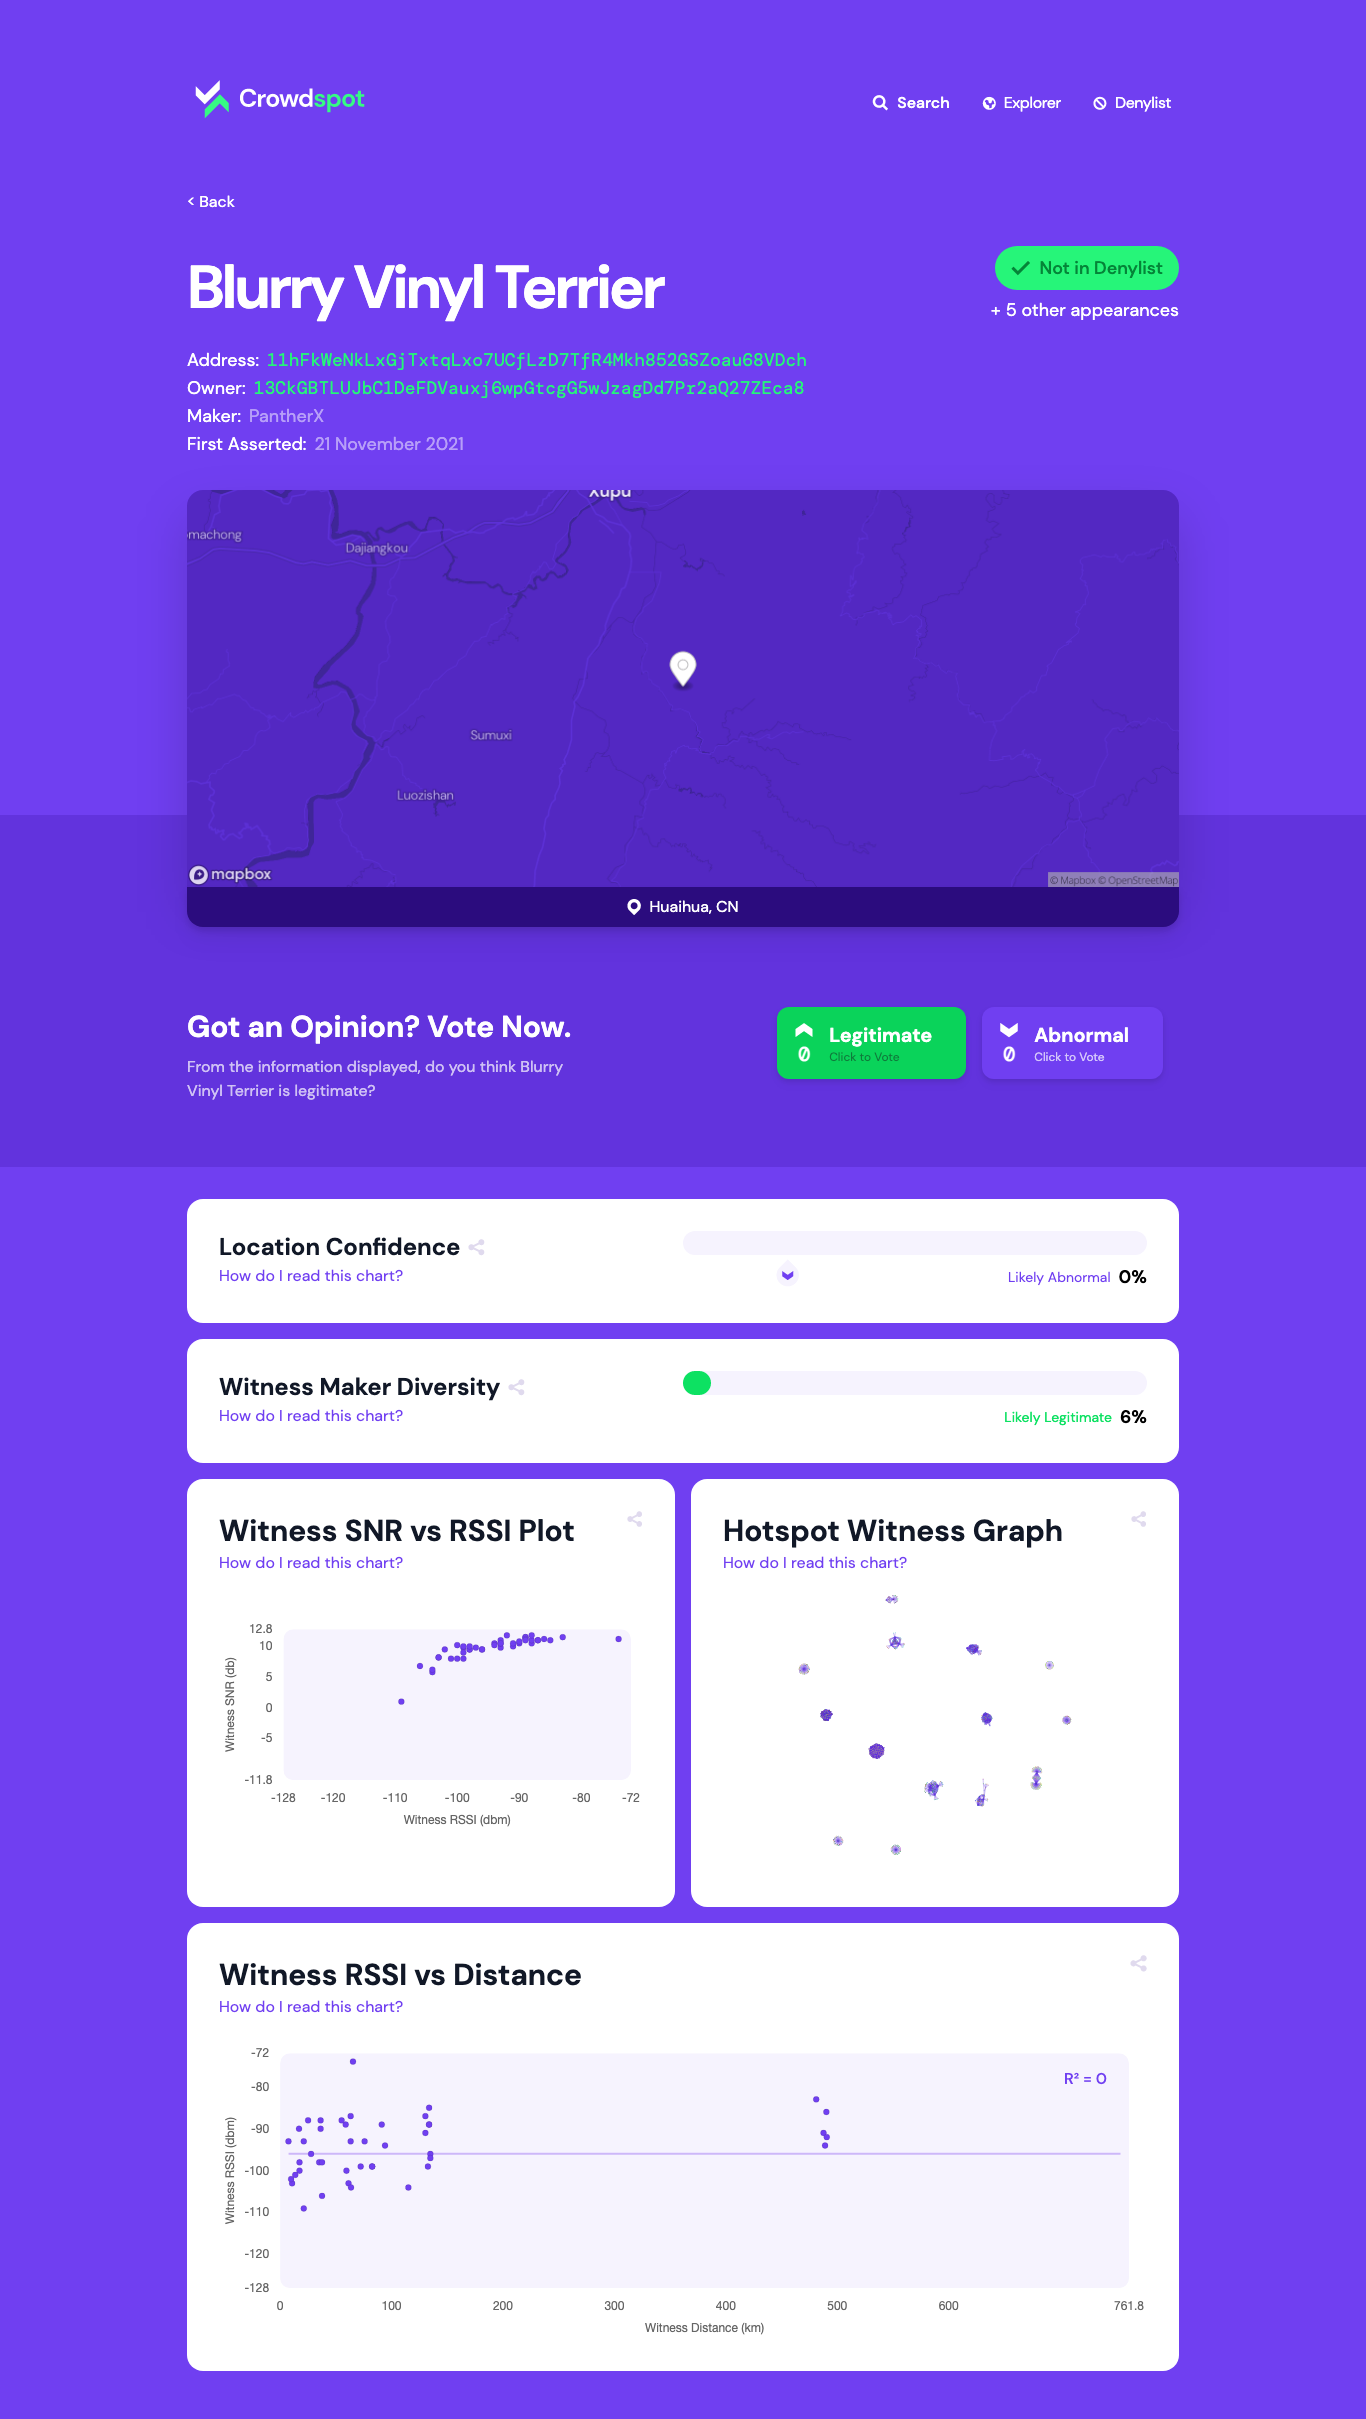 Crowdspot
Search Explorer Denylist
< Back
Blurry Vinyl Terrier
Not in Denylist
+ 5 other appearances
Address: 11hFkWeNkLxGjTxtqLxo7UCfLzD7TfR4Mkh852GSZoau68VDch
Owner: 13CkGBTLUJbC1DeFDVauxj6wpGtcgG5wJzagDd7Pr2aQ27ZEca8
Maker: PantherX
First Asserted: 21 November 2021
Xupu
machong
Dajiangkou
Sumuxi
Luozishan
mapbox
© Mapbox © OpenStreetMap
Huaihua, CN
Got an Opinion? Vote Now.
From the information displayed, do you think Blurry
Vinyl Terrier is legitimate?
Legitimate
0 Click to Vote
Abnormal
0 Click to Vote
Location Confidence
How do I read this chart?
Likely Abnormal 0%
Witness Maker Diversity
How do I read this chart?
Likely Legitimate 6%
Witness SNR vs RSSI Plot
How do I read this chart?
12.8
10
5
0
-5
-11.8
Witness SNR (db)
-128 -120 -110 -100 -90 -80 -72
Witness RSSI (dbm)
Hotspot Witness Graph
How do I read this chart?
Witness RSSI vs Distance
How do I read this chart?
R² = 0
-72
-80
-90
-100
-110
-120
-128
Witness RSSI (dbm)
0 100 200 300 400 500 600 761.8
Witness Distance (km)